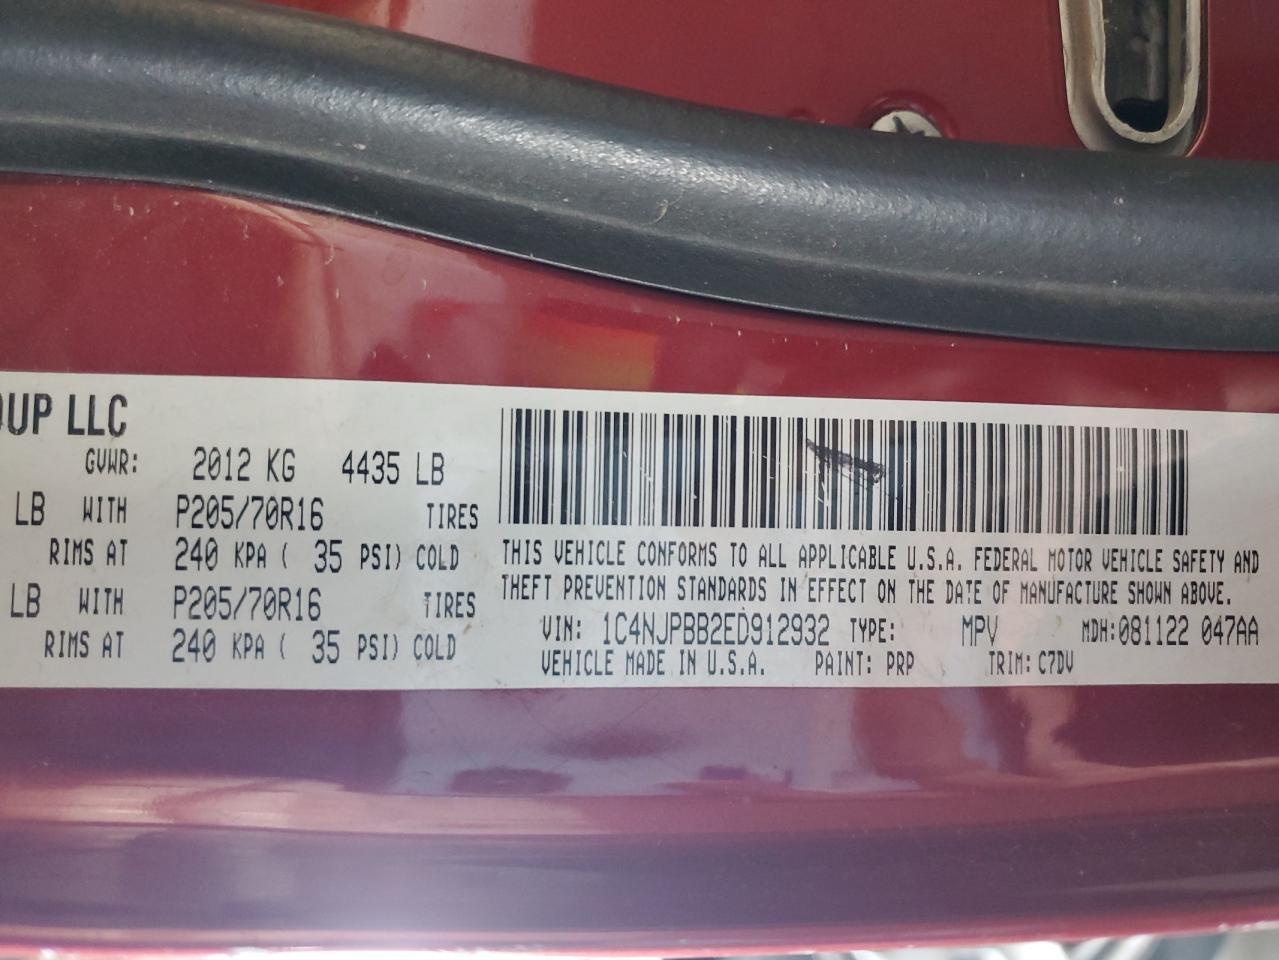 UP LLC
GVWR: 2012 KG 4435 LB
LB WITH P205/70R16 TIRES
RIMS AT 240 KPA ( 35 PSI) COLD
LB WITH P205/70R16 TIRES
RIMS AT 240 KPA ( 35 PSI) COLD
THIS VEHICLE CONFORMS TO ALL APPLICABLE U.S.A. FEDERAL MOTOR VEHICLE SAFETY AND
THEFT PREVENTION STANDARDS IN EFFECT ON THE DATE OF MANUFACTURE SHOWN ABOVE.
VIN: 1C4NJPBB2ED912932 TYPE: MPV MDH:081122 047AA
VEHICLE MADE IN U.S.A. PAINT: PRP TRIM: C7DV